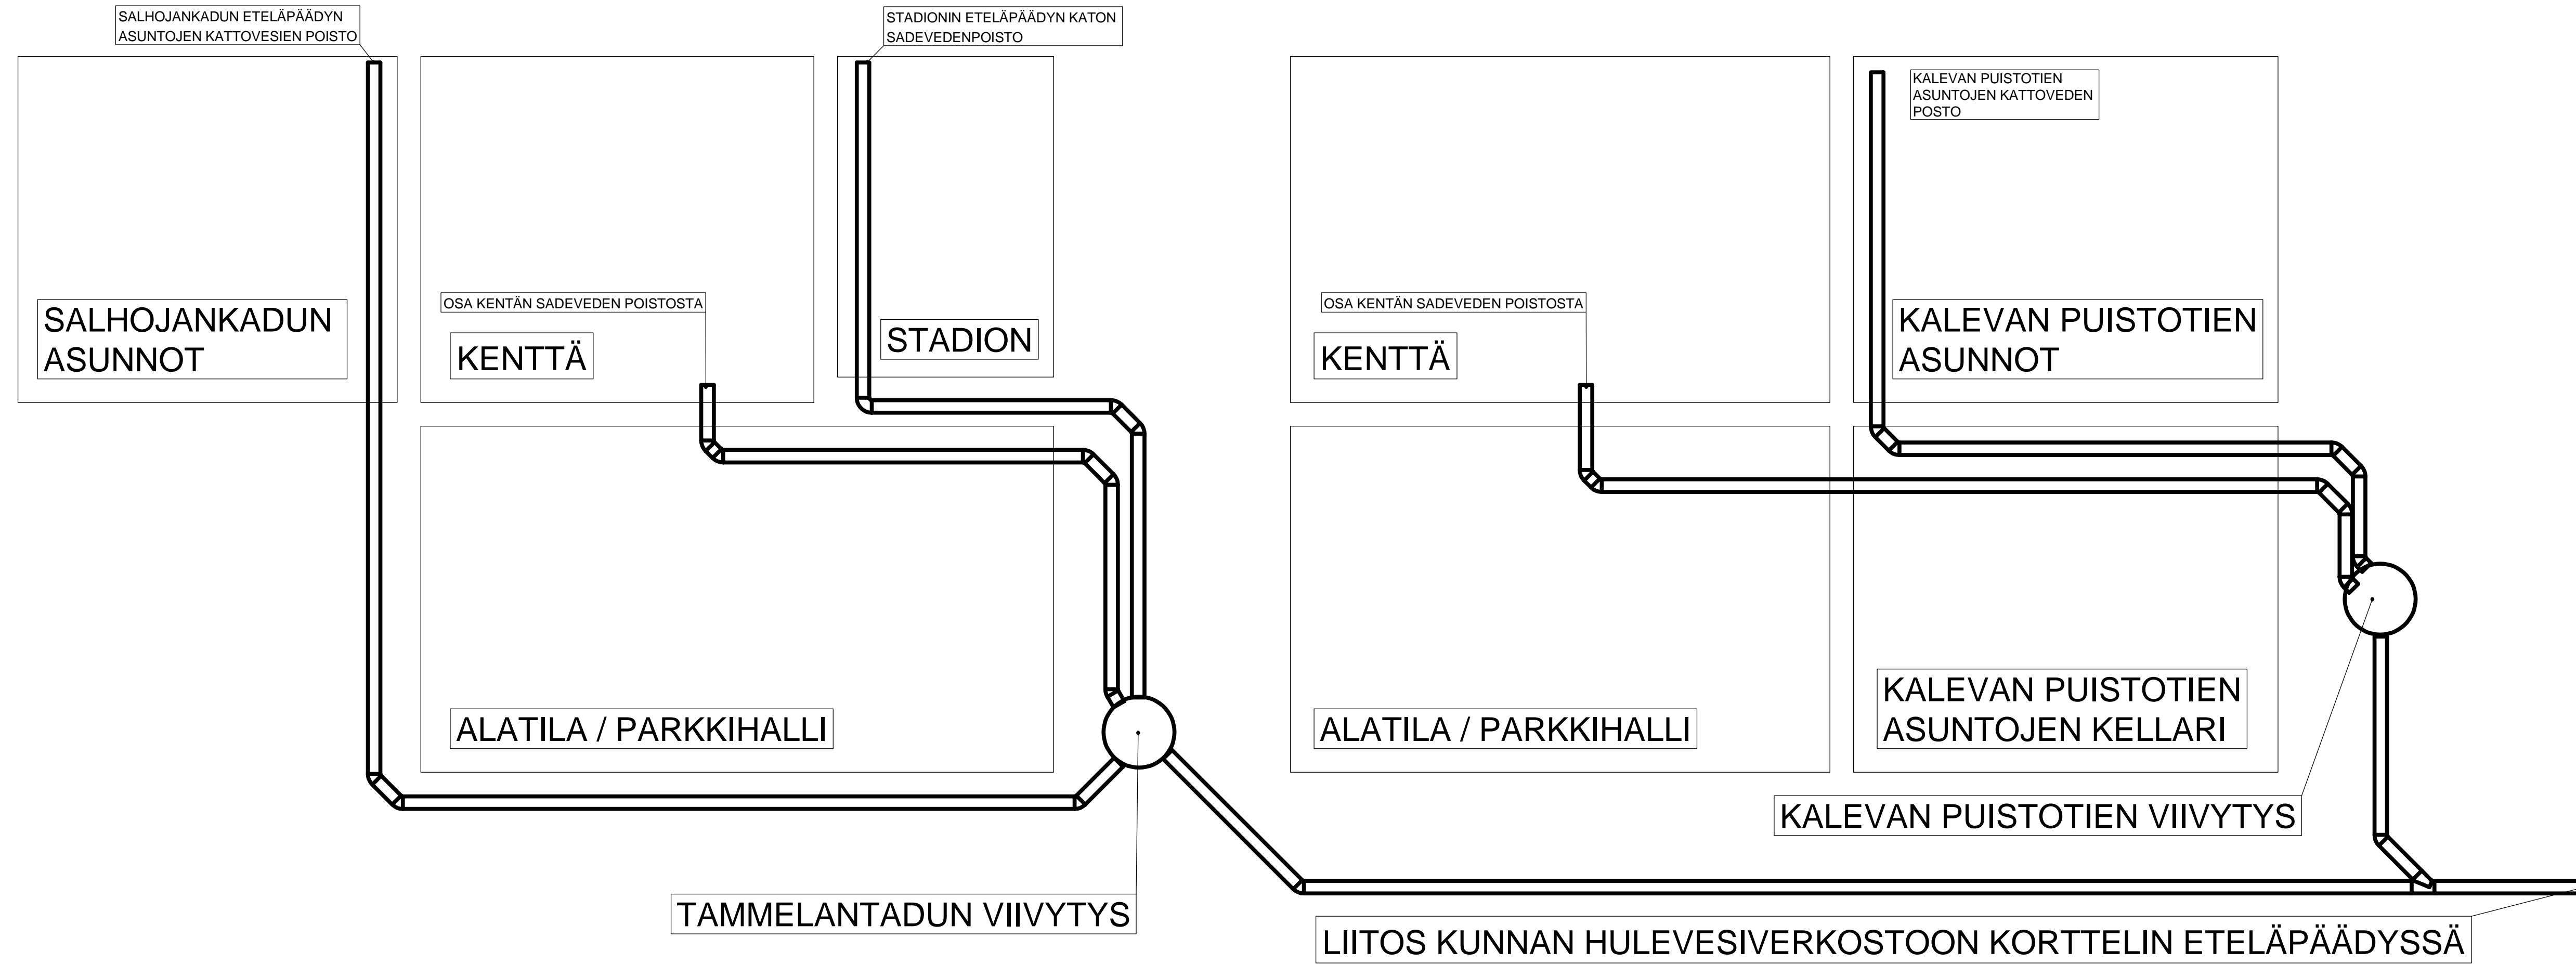 SALHOJANKADUN ETELÄPÄÄDYN
ASUNTOJEN KATTOVESIEN POISTO
STADIONIN ETELÄPÄÄDYN KATON
SADEVEDENPOISTO
KALEVAN PUISTOTIEN
ASUNTOJEN KATTOVEDEN
POSTO
SALHOJANKADUN
ASUNNOT
OSA KENTÄN SADEVEDEN POISTOSTA
KENTTÄ
STADION
OSA KENTÄN SADEVEDEN POISTOSTA
KENTTÄ
KALEVAN PUISTOTIEN
ASUNNOT
ALATILA / PARKKIHALLI
ALATILA / PARKKIHALLI
KALEVAN PUISTOTIEN
ASUNTOJEN KELLARI
KALEVAN PUISTOTIEN VIIVYTYS
TAMMELANTADUN VIIVYTYS
LIITOS KUNNAN HULEVESIVERKOSTOON KORTTELIN ETELÄPÄÄDYSSÄ